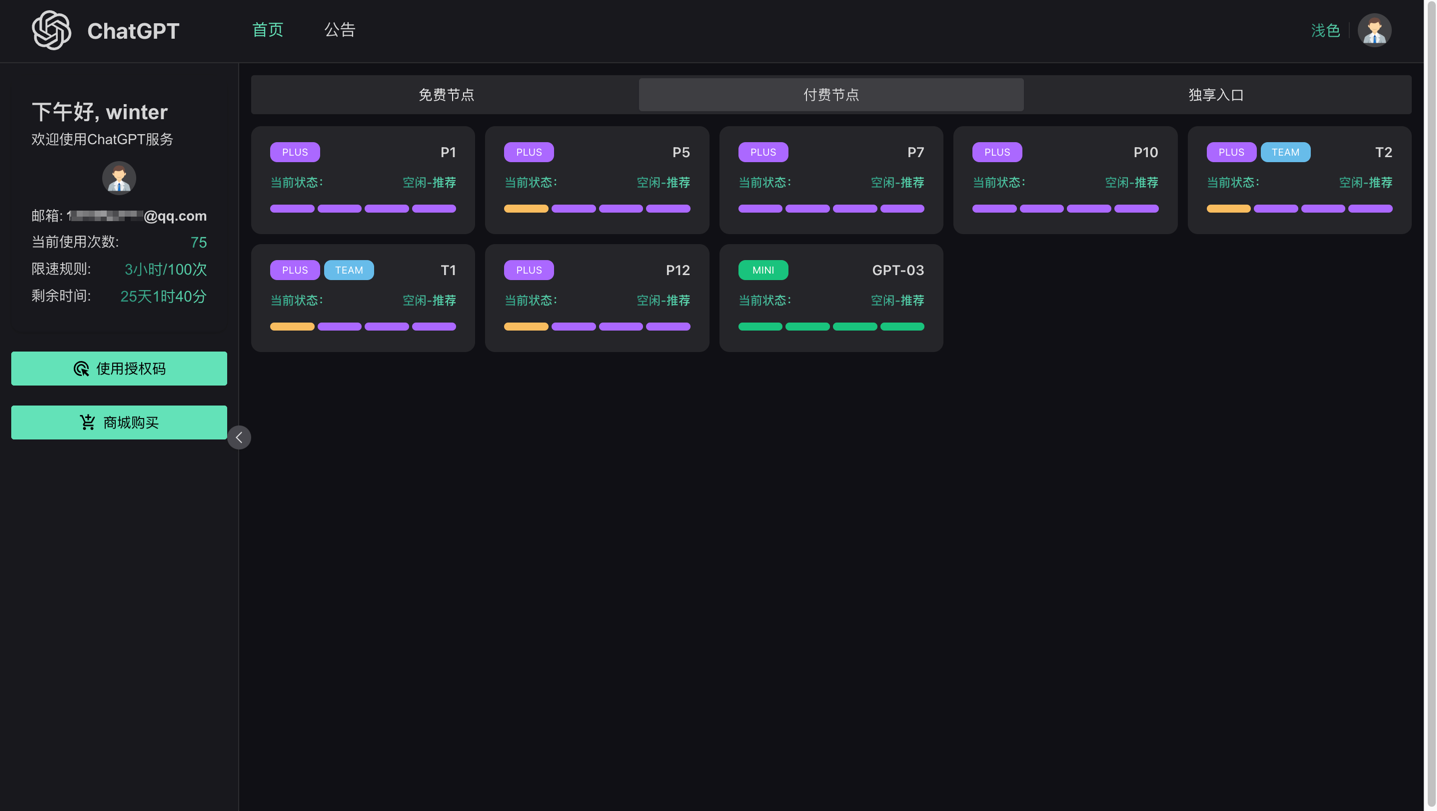 ChatGPT
首页
公告
浅色
下午好, winter
欢迎使用ChatGPT服务
邮箱: 1 @qq.com
当前使用次数: 75
限速规则: 3小时/100次
剩余时间: 25天1时40分
使用授权码
商城购买
免费节点
付费节点
独享入口
PLUS P1
当前状态: 空闲-推荐
PLUS P5
当前状态: 空闲-推荐
PLUS P7
当前状态: 空闲-推荐
PLUS P10
当前状态: 空闲-推荐
PLUS TEAM T2
当前状态: 空闲-推荐
PLUS TEAM T1
当前状态: 空闲-推荐
PLUS P12
当前状态: 空闲-推荐
MINI GPT-03
当前状态: 空闲-推荐